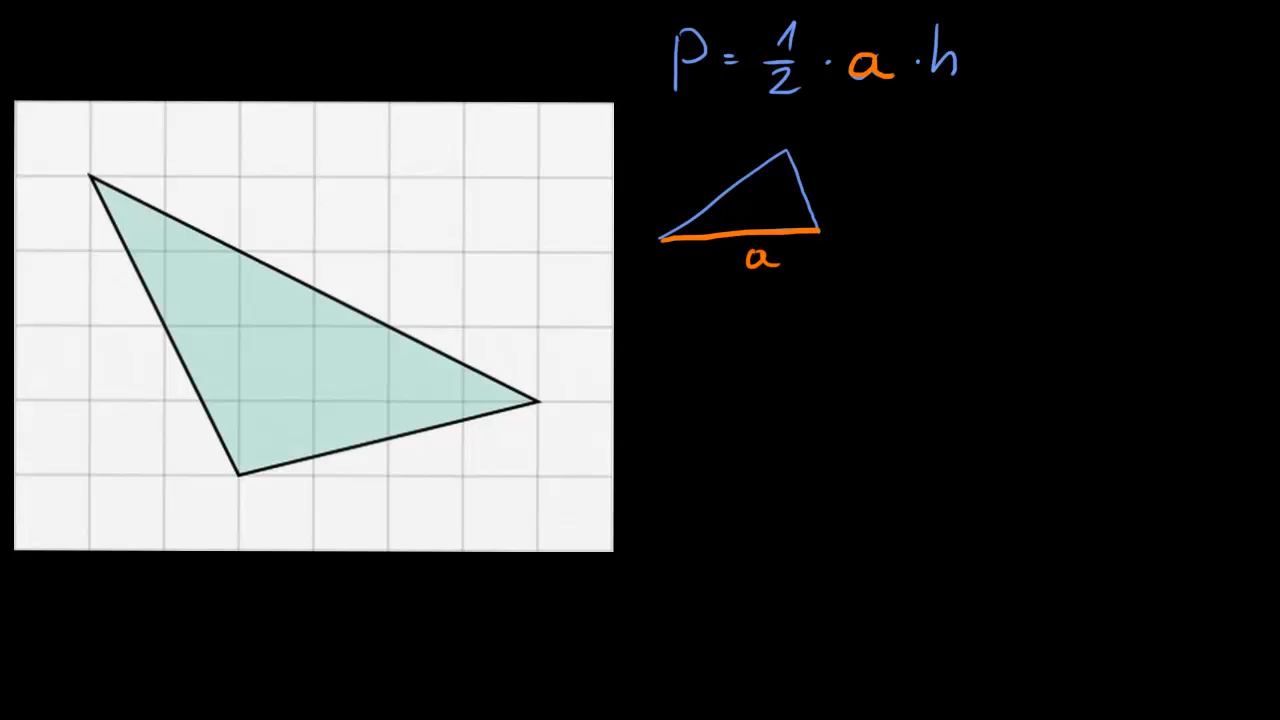 P = 1/2 · a · h
a